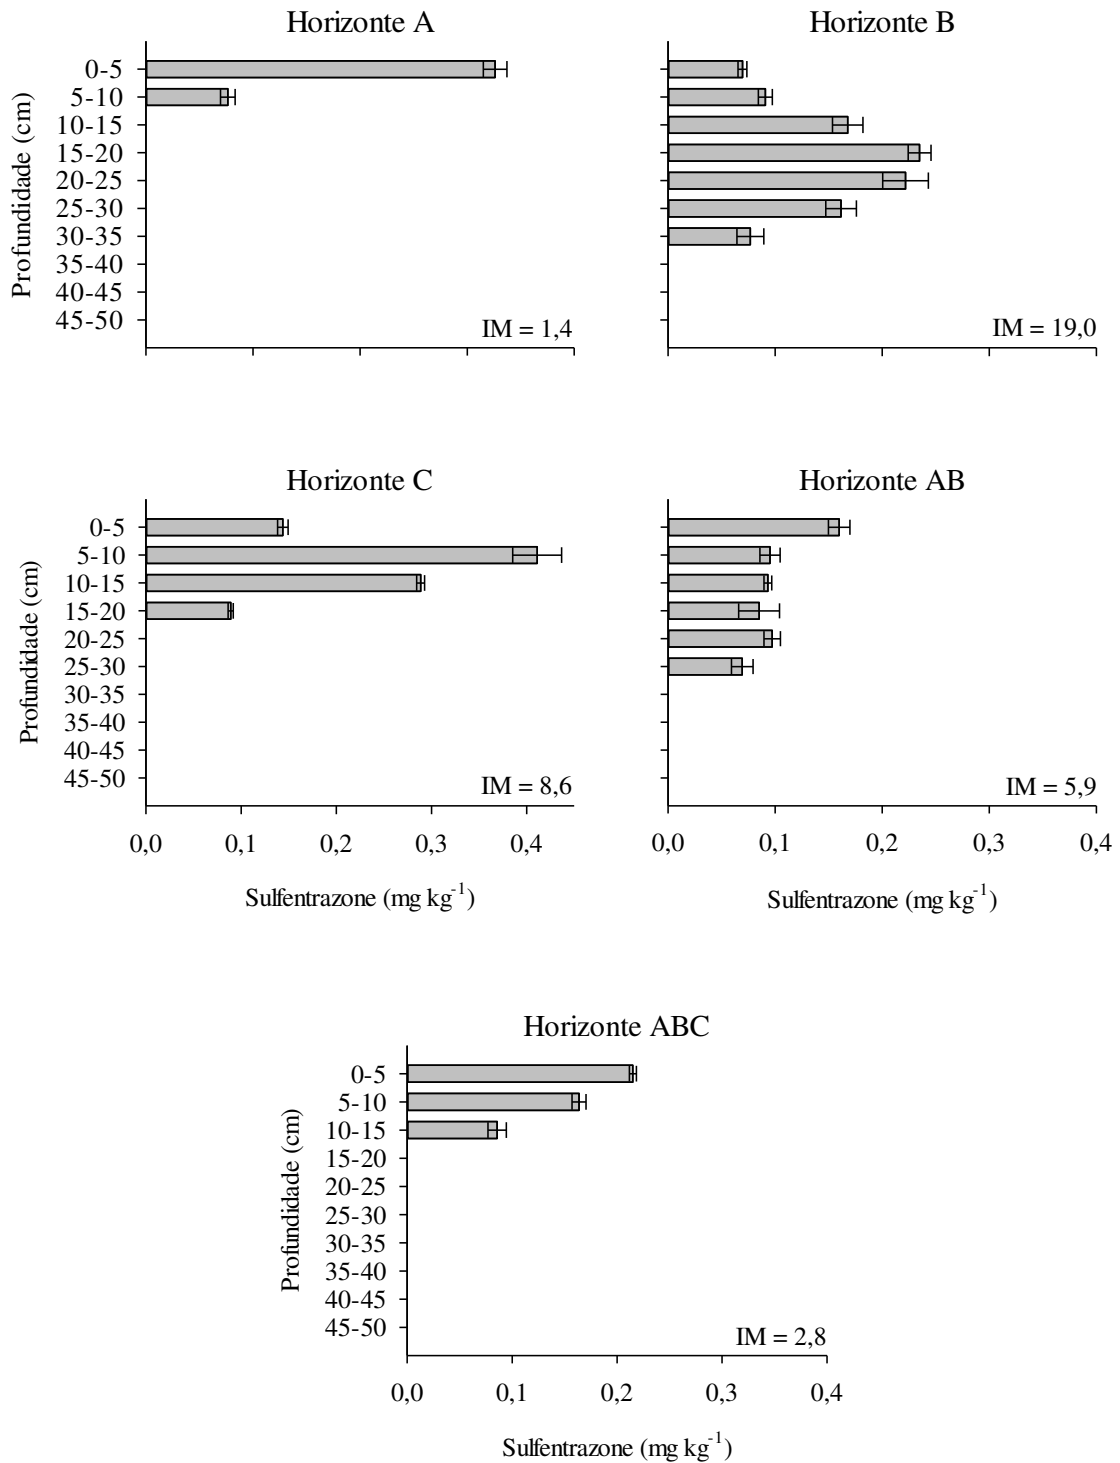 Horizonte A
Horizonte B
Profundidade (cm)
0-5
5-10
10-15
15-20
20-25
25-30
30-35
35-40
40-45
45-50
IM = 1,4
IM = 19,0
Horizonte C
Horizonte AB
Profundidade (cm)
0-5
5-10
10-15
15-20
20-25
25-30
30-35
35-40
40-45
45-50
IM = 8,6
IM = 5,9
0,0 0,1 0,2 0,3 0,4
0,0 0,1 0,2 0,3 0,4
Sulfentrazone (mg kg⁻¹)
Sulfentrazone (mg kg⁻¹)
Horizonte ABC
Profundidade (cm)
0-5
5-10
10-15
15-20
20-25
25-30
30-35
35-40
40-45
45-50
IM = 2,8
0,0 0,1 0,2 0,3 0,4
Sulfentrazone (mg kg⁻¹)